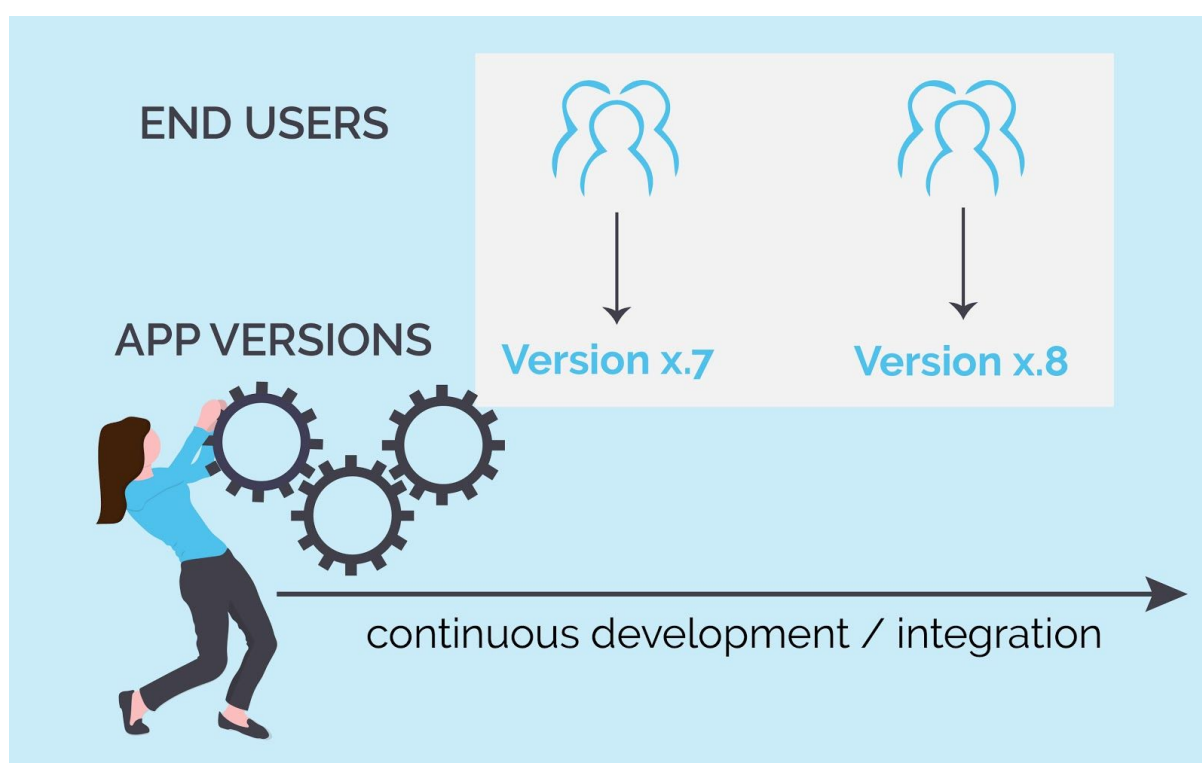 END USERS
APP VERSIONS
Version x.7
Version x.8
continuous development / integration